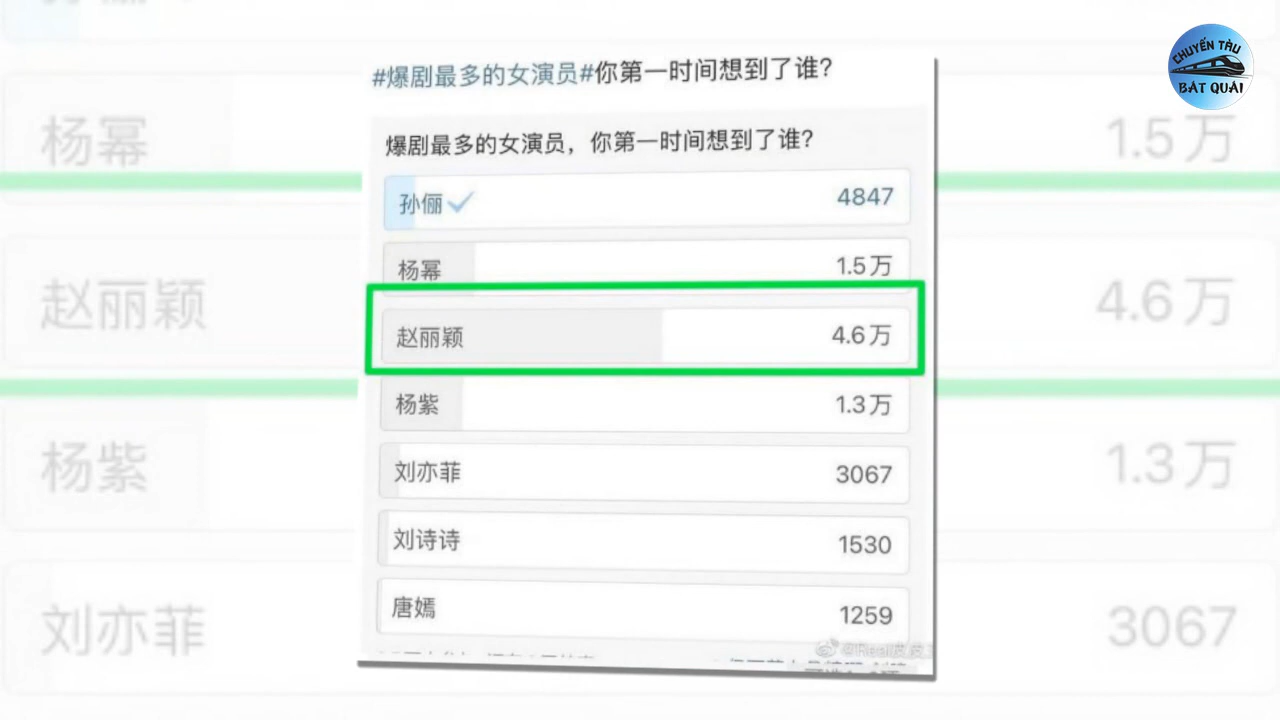 CHUYẾN TÀU
BÁT QUÁI
#爆剧最多的女演员#你第一时间想到了谁?
爆剧最多的女演员，你第一时间想到了谁?
孙俪 4847
杨幂 1.5万
赵丽颖 4.6万
杨紫 1.3万
刘亦菲 3067
刘诗诗 1530
唐嫣 1259
杨幂 1.5万
赵丽颖 4.6万
杨紫 1.3万
刘亦菲 3067